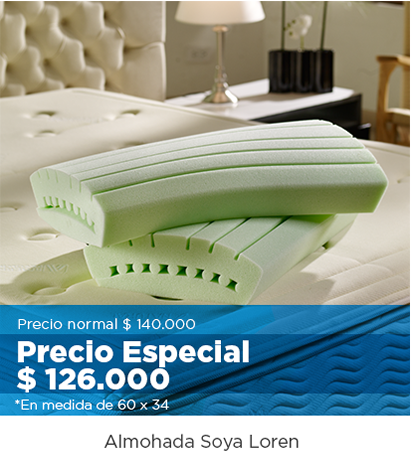 Precio normal $ 140.000
Precio Especial
$ 126.000
*En medida de 60 x 34
Almohada Soya Loren